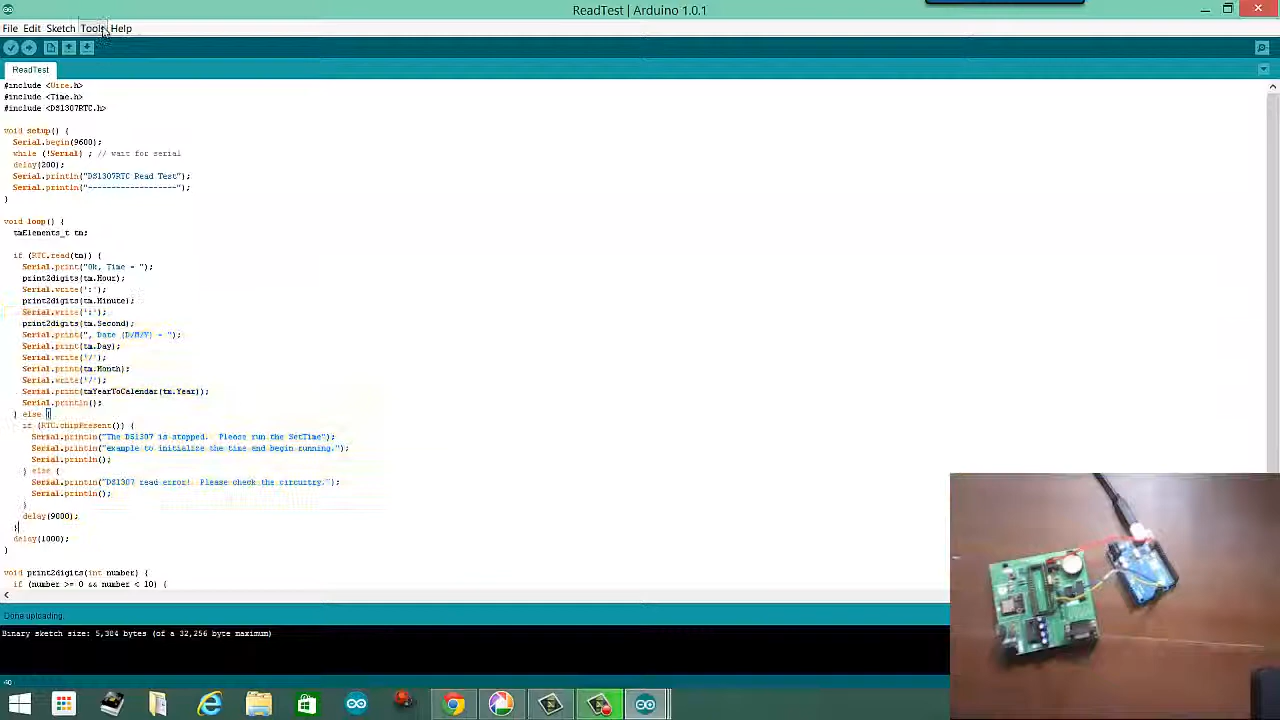 ReadTest | Arduino 1.0.1
File Edit Sketch Tools Help
ReadTest
#include <Wire.h>
#include <Time.h>
#include <DS1307RTC.h>
void setup() {
Serial.begin(9600);
while (!Serial) ; // wait for serial
delay(200);
Serial.println("DS1307RTC Read Test");
Serial.println("-------------------");
}
void loop() {
tmElements_t tm;
if (RTC.read(tm)) {
Serial.print("Ok, Time = ");
print2digits(tm.Hour);
Serial.write(':');
print2digits(tm.Minute);
Serial.write(':');
print2digits(tm.Second);
Serial.print(", Date (D/M/Y) = ");
Serial.print(tm.Day);
Serial.write('/');
Serial.print(tm.Month);
Serial.write('/');
Serial.print(tmYearToCalendar(tm.Year));
Serial.println();
} else {
if (RTC.chipPresent()) {
Serial.println("The DS1307 is stopped.  Please run the SetTime");
Serial.println("example to initialize the time and begin running.");
Serial.println();
} else {
Serial.println("DS1307 read error!  Please check the circuitry.");
Serial.println();
}
delay(9000);
}
delay(1000);
}
void print2digits(int number) {
if (number >= 0 && number < 10) {
Done uploading.
Binary sketch size: 5,384 bytes (of a 32,256 byte maximum)
40